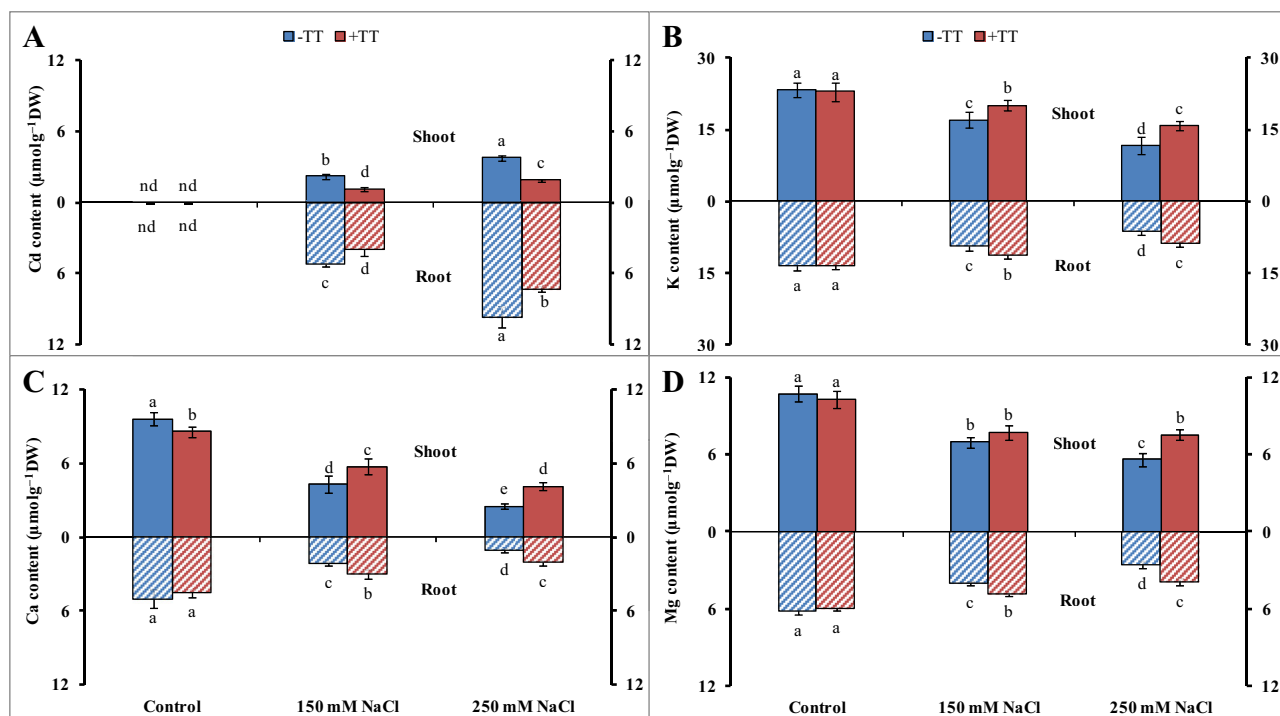 A
-TT +TT
12 12
nd nd b d a c
6 Shoot 6
Cd content (µmolg⁻¹DW)
0 0
nd nd c d a b
6 Root 6
12 12
B
-TT +TT
30 30
a a c b d c
15 Shoot 15
K content (µmolg⁻¹DW)
0 0
a a c b d c
15 Root 15
30 30
C
12 12
a b d c e d
6 Shoot 6
Ca content (µmolg⁻¹DW)
0 0
a a c b d c
6 Root 6
12 12
Control 150 mM NaCl 250 mM NaCl
D
12 12
a a b b c b
6 Shoot 6
Mg content (µmolg⁻¹DW)
0 0
a a c b d c
6 Root 6
12 12
Control 150 mM NaCl 250 mM NaCl